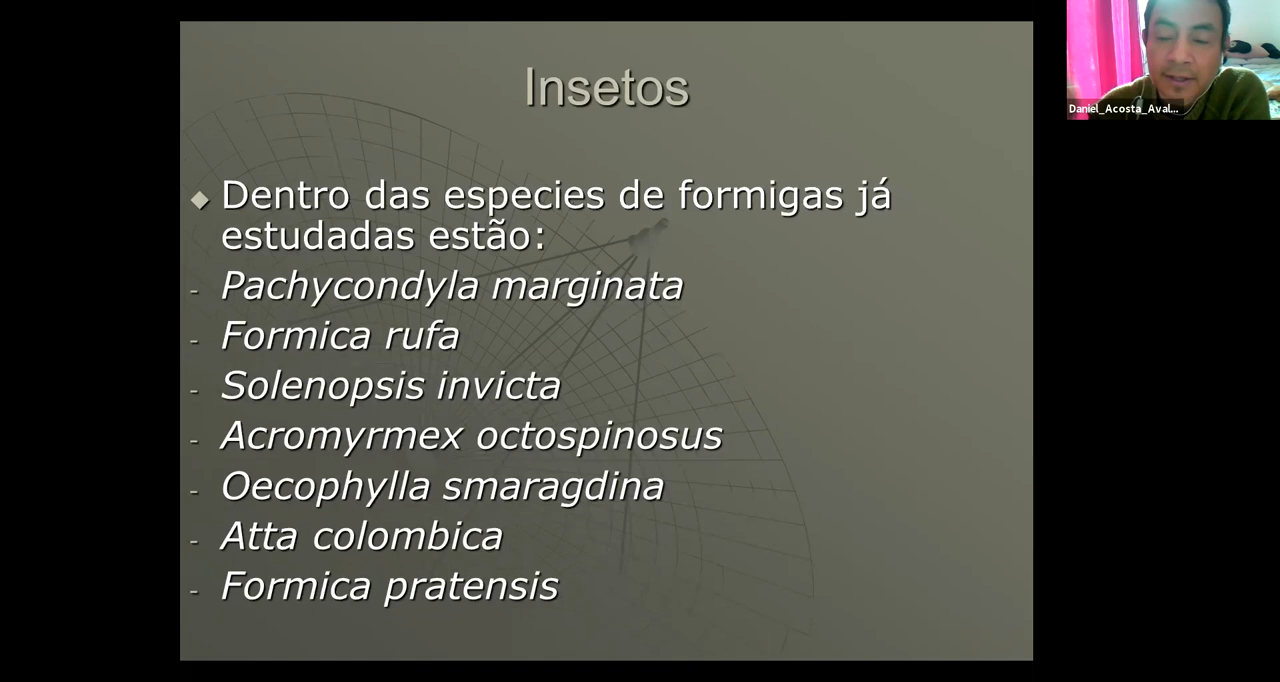 Insetos
Dentro das especies de formigas já
estudadas estão:
- Pachycondyla marginata
- Formica rufa
- Solenopsis invicta
- Acromyrmex octospinosus
- Oecophylla smaragdina
- Atta colombica
- Formica pratensis
Daniel_Acosta_Aval...